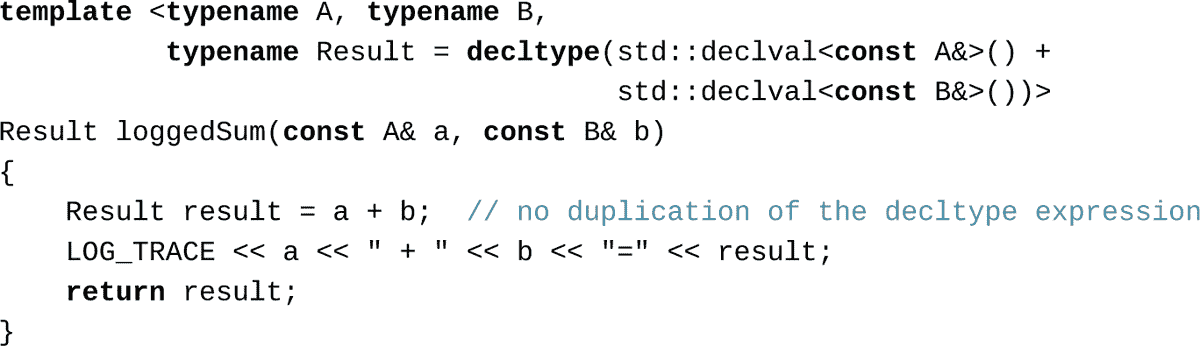 template <typename A, typename B,
          typename Result = decltype(std::declval<const A&>() +
                                     std::declval<const B&>())>
Result loggedSum(const A& a, const B& b)
{
    Result result = a + b;  // no duplication of the decltype expression
    LOG_TRACE << a << " + " << b << "=" << result;
    return result;
}